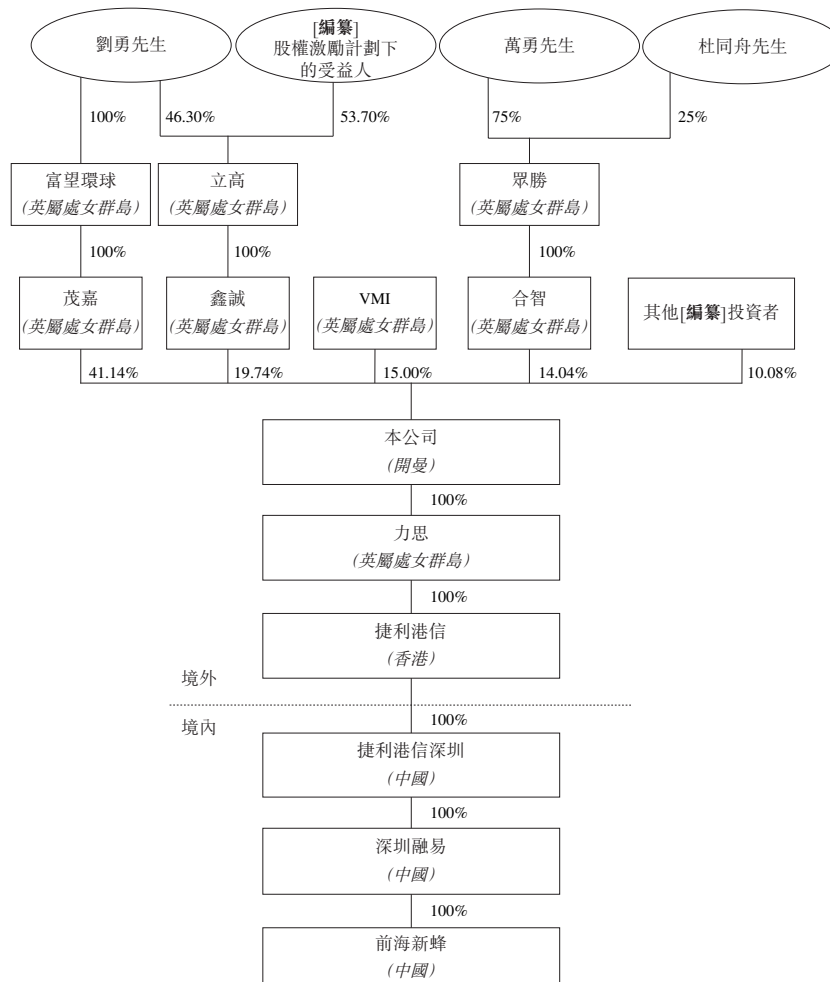 劉勇先生
[編纂]
股權激勵計劃下
的受益人
萬勇先生
杜同舟先生
100%
46.30%
53.70%
75%
25%
富望環球
(英屬處女群島)
立高
(英屬處女群島)
眾勝
(英屬處女群島)
100%
100%
100%
茂嘉
(英屬處女群島)
鑫誠
(英屬處女群島)
VMI
(英屬處女群島)
合智
(英屬處女群島)
其他[編纂]投資者
41.14%
19.74%
15.00%
14.04%
10.08%
本公司
(開曼)
100%
力思
(英屬處女群島)
100%
捷利港信
(香港)
境外
境內
100%
捷利港信深圳
(中國)
100%
深圳融易
(中國)
100%
前海新蜂
(中國)